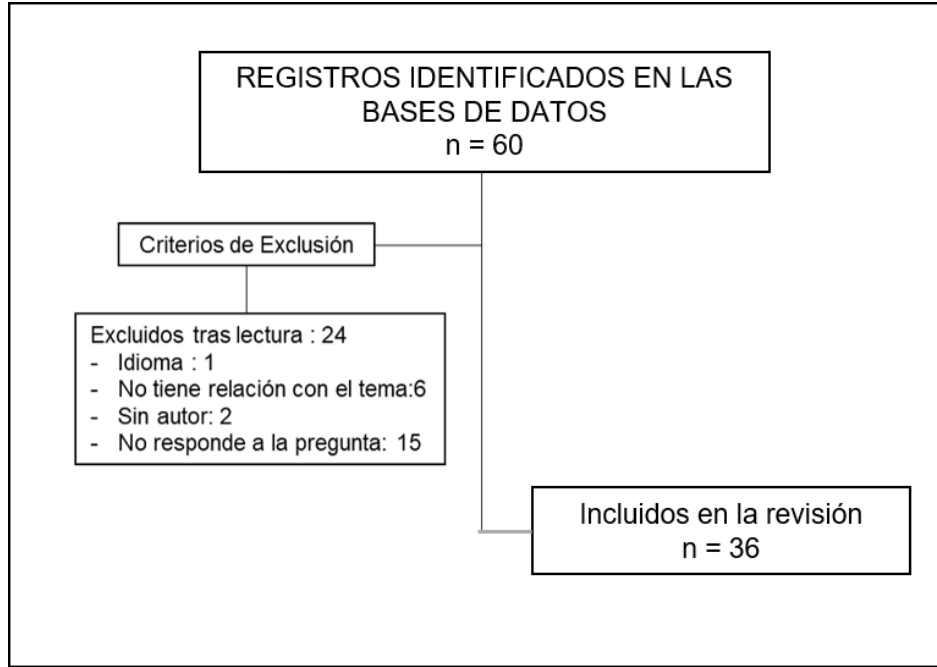 REGISTROS IDENTIFICADOS EN LAS
BASES DE DATOS
n = 60
Criterios de Exclusión
Excluidos tras lectura : 24
- Idioma : 1
- No tiene relación con el tema:6
- Sin autor: 2
- No responde a la pregunta: 15
Incluidos en la revisión
n = 36